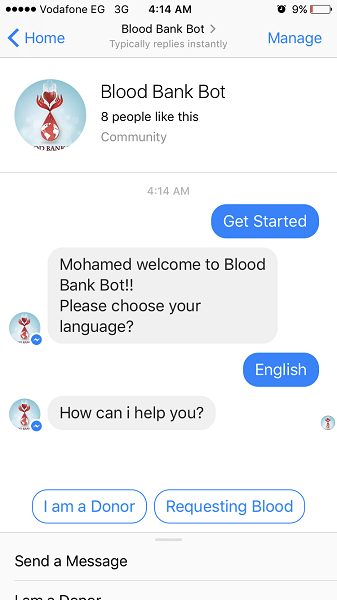 Vodafone EG 3G 4:14 AM 9%
Home
Blood Bank Bot >
Typically replies instantly
Manage
Blood Bank Bot
8 people like this
Community
4:14 AM
Get Started
Mohamed welcome to Blood
Bank Bot!!
Please choose your
language?
English
How can i help you?
I am a Donor
Requesting Blood
Send a Message
I am a Donor